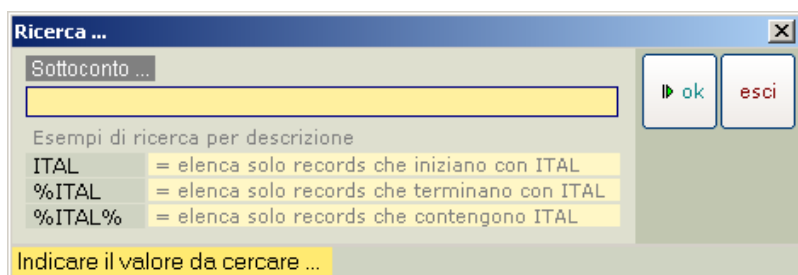 Ricerca ...
Sottoconto ...
ok esci
Esempi di ricerca per descrizione
ITAL = elenca solo records che iniziano con ITAL
%ITAL = elenca solo records che terminano con ITAL
%ITAL% = elenca solo records che contengono ITAL
Indicare il valore da cercare ...